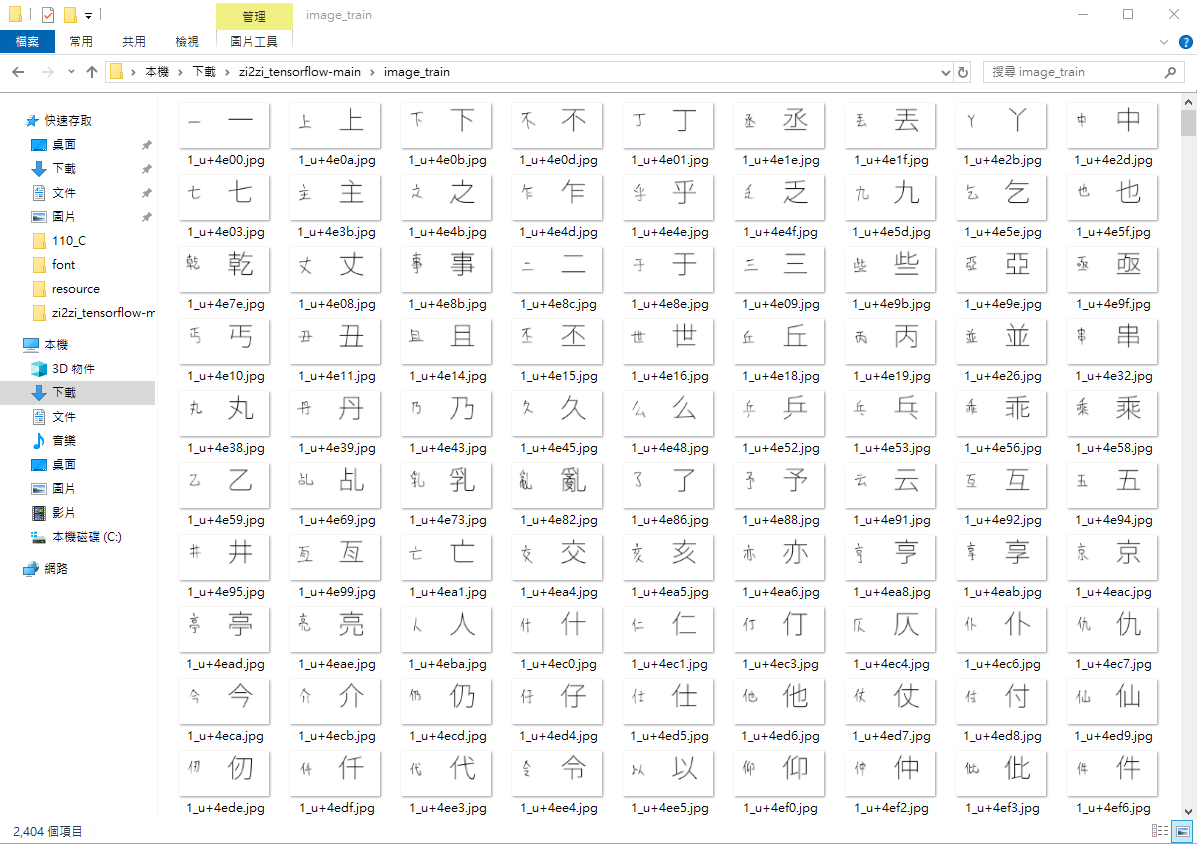 管理
image_train
檔案
常用
共用
檢視
圖片工具
本機 › 下載 › zi2zi_tensorflow-main › image_train
搜尋 image_train
快速存取
桌面
下載
文件
圖片
110_C
font
resource
zi2zi_tensorflow-m
本機
3D 物件
下載
文件
音樂
桌面
圖片
影片
本機磁碟 (C:)
網路
一 一 上 上 下 下 不 不 丁 丁 丞 丞 丟 丟 丫 丫 中 中
1_u+4e00.jpg 1_u+4e0a.jpg 1_u+4e0b.jpg 1_u+4e0d.jpg 1_u+4e01.jpg 1_u+4e1e.jpg 1_u+4e1f.jpg 1_u+4e2b.jpg 1_u+4e2d.jpg
七 七 主 主 之 之 乍 乍 乎 乎 乏 乏 九 九 乞 乞 也 也
1_u+4e03.jpg 1_u+4e3b.jpg 1_u+4e4b.jpg 1_u+4e4d.jpg 1_u+4e4e.jpg 1_u+4e4f.jpg 1_u+4e5d.jpg 1_u+4e5e.jpg 1_u+4e5f.jpg
乾 乾 丈 丈 事 事 二 二 于 于 三 三 些 些 亞 亞 亟 亟
1_u+4e7e.jpg 1_u+4e08.jpg 1_u+4e8b.jpg 1_u+4e8c.jpg 1_u+4e8e.jpg 1_u+4e09.jpg 1_u+4e9b.jpg 1_u+4e9e.jpg 1_u+4e9f.jpg
丐 丐 丑 丑 且 且 丕 丕 世 世 丘 丘 丙 丙 並 並 串 串
1_u+4e10.jpg 1_u+4e11.jpg 1_u+4e14.jpg 1_u+4e15.jpg 1_u+4e16.jpg 1_u+4e18.jpg 1_u+4e19.jpg 1_u+4e26.jpg 1_u+4e32.jpg
丸 丸 丹 丹 乃 乃 久 久 么 么 乒 乒 乓 乓 乖 乖 乘 乘
1_u+4e38.jpg 1_u+4e39.jpg 1_u+4e43.jpg 1_u+4e45.jpg 1_u+4e48.jpg 1_u+4e52.jpg 1_u+4e53.jpg 1_u+4e56.jpg 1_u+4e58.jpg
乙 乙 乩 乩 乳 乳 亂 亂 了 了 予 予 云 云 互 互 五 五
1_u+4e59.jpg 1_u+4e69.jpg 1_u+4e73.jpg 1_u+4e82.jpg 1_u+4e86.jpg 1_u+4e88.jpg 1_u+4e91.jpg 1_u+4e92.jpg 1_u+4e94.jpg
井 井 亙 亙 亡 亡 交 交 亥 亥 亦 亦 亨 亨 享 享 京 京
1_u+4e95.jpg 1_u+4e99.jpg 1_u+4ea1.jpg 1_u+4ea4.jpg 1_u+4ea5.jpg 1_u+4ea6.jpg 1_u+4ea8.jpg 1_u+4eab.jpg 1_u+4eac.jpg
亭 亭 亮 亮 人 人 什 什 仁 仁 仃 仃 仄 仄 仆 仆 仇 仇
1_u+4ead.jpg 1_u+4eae.jpg 1_u+4eba.jpg 1_u+4ec0.jpg 1_u+4ec1.jpg 1_u+4ec3.jpg 1_u+4ec4.jpg 1_u+4ec6.jpg 1_u+4ec7.jpg
今 今 介 介 仍 仍 仔 仔 仕 仕 他 他 仗 仗 付 付 仙 仙
1_u+4eca.jpg 1_u+4ecb.jpg 1_u+4ecd.jpg 1_u+4ed4.jpg 1_u+4ed5.jpg 1_u+4ed6.jpg 1_u+4ed7.jpg 1_u+4ed8.jpg 1_u+4ed9.jpg
仞 仞 仟 仟 代 代 令 令 以 以 仰 仰 仲 仲 仳 仳 件 件
1_u+4ede.jpg 1_u+4edf.jpg 1_u+4ee3.jpg 1_u+4ee4.jpg 1_u+4ee5.jpg 1_u+4ef0.jpg 1_u+4ef2.jpg 1_u+4ef3.jpg 1_u+4ef6.jpg
2,404 個項目